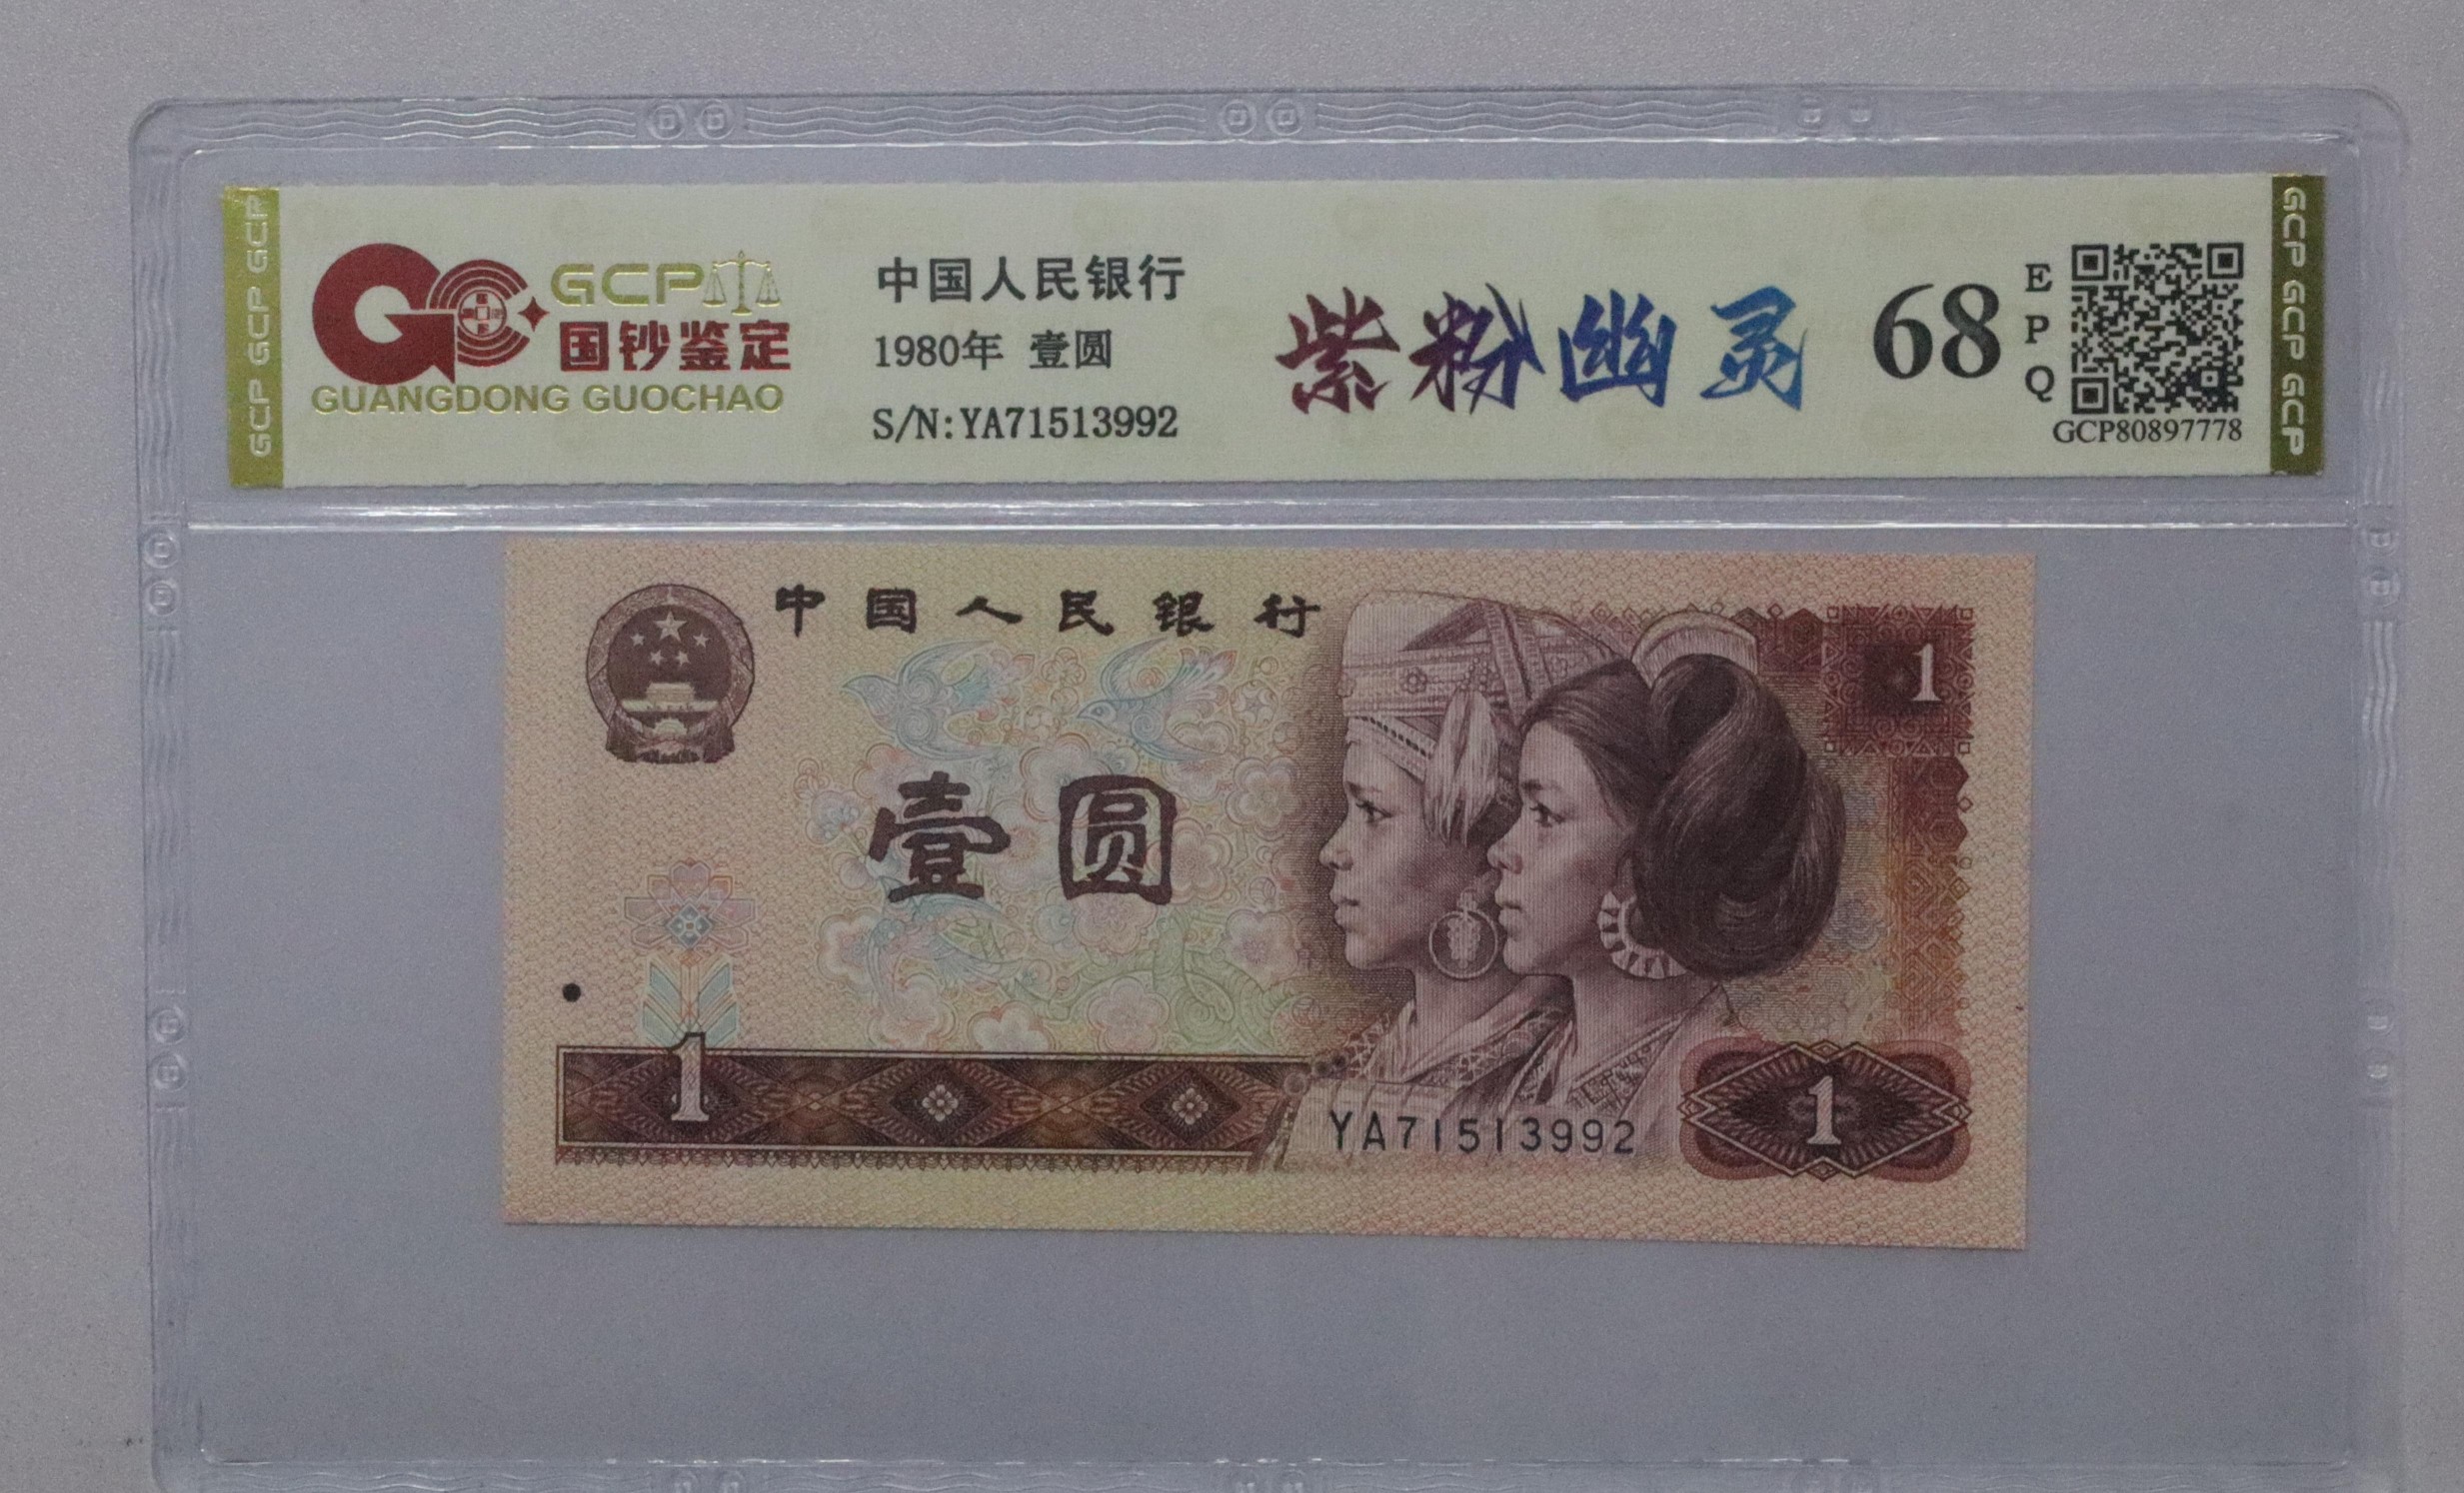 GCP GCP GCP
GCP
国钞鉴定
GUANGDONG GUOCHAO
中国人民银行
1980年 壹圆
S/N:YA71513992
紫粉幽灵
68
EPQ
GCP80897778
GCP GCP GCP
中国人民银行
1
壹圆
1
YA71513992
1